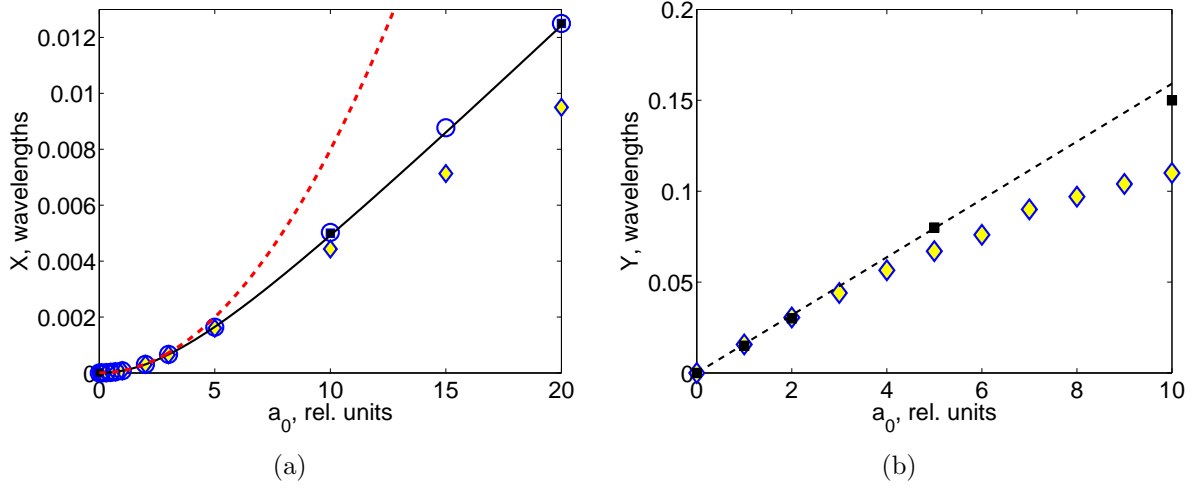 0.012
0.01
0.008
0.006
0.004
0.002
0
X, wavelengths
0 5 10 15 20
a0, rel. units
(a)
0.2
0.15
0.1
0.05
0
Y, wavelengths
0 2 4 6 8 10
a0, rel. units
(b)